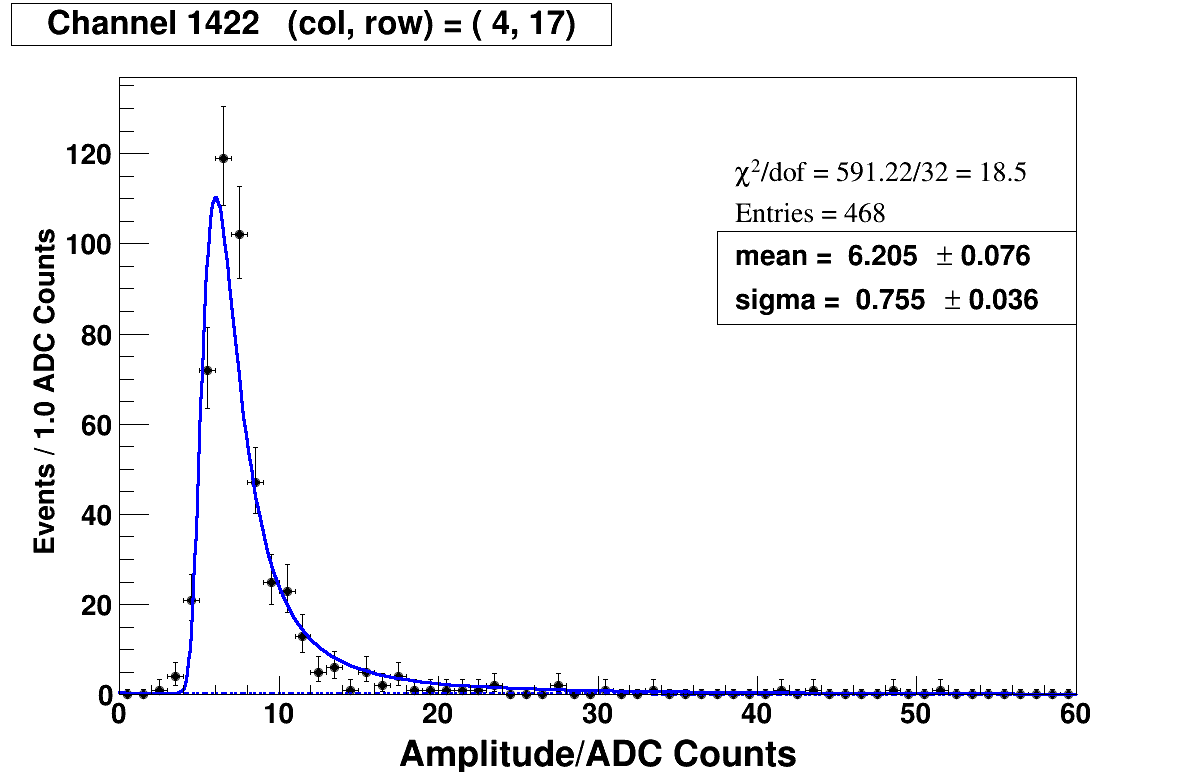 Channel 1422 (col, row) = ( 4, 17)
χ²/dof = 591.22/32 = 18.5
Entries = 468
mean = 6.205 ± 0.076
sigma = 0.755 ± 0.036
Events / 1.0 ADC Counts
120
100
80
60
40
20
0
0 10 20 30 40 50 60
Amplitude/ADC Counts